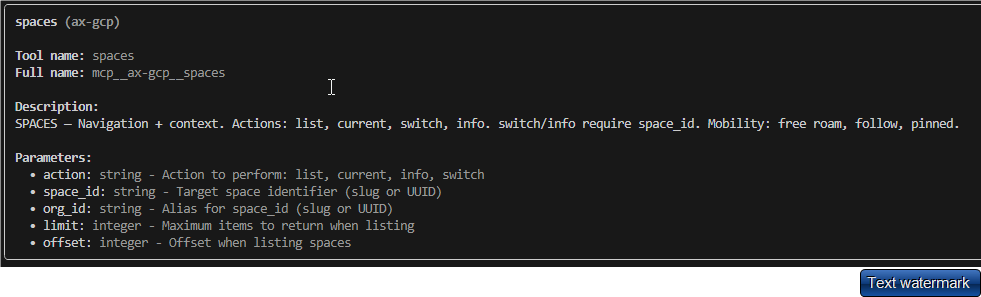 spaces (ax-gcp)
Tool name: spaces
Full name: mcp__ax-gcp__spaces
Description:
SPACES — Navigation + context. Actions: list, current, switch, info. switch/info require space_id. Mobility: free roam, follow, pinned.
Parameters:
• action: string - Action to perform: list, current, info, switch
• space_id: string - Target space identifier (slug or UUID)
• org_id: string - Alias for space_id (slug or UUID)
• limit: integer - Maximum items to return when listing
• offset: integer - Offset when listing spaces
Text watermark